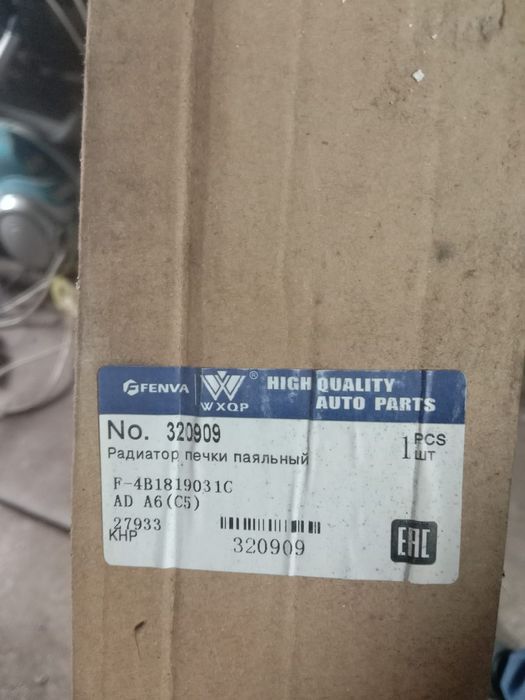 FENVA WXQP ® HIGH QUALITY
AUTO PARTS
No. 320909
1 PCS
ШТ
Радиатор печки паяльный
F-4B1819031C
AD A6(C5)
27933
КНР
320909
EAC